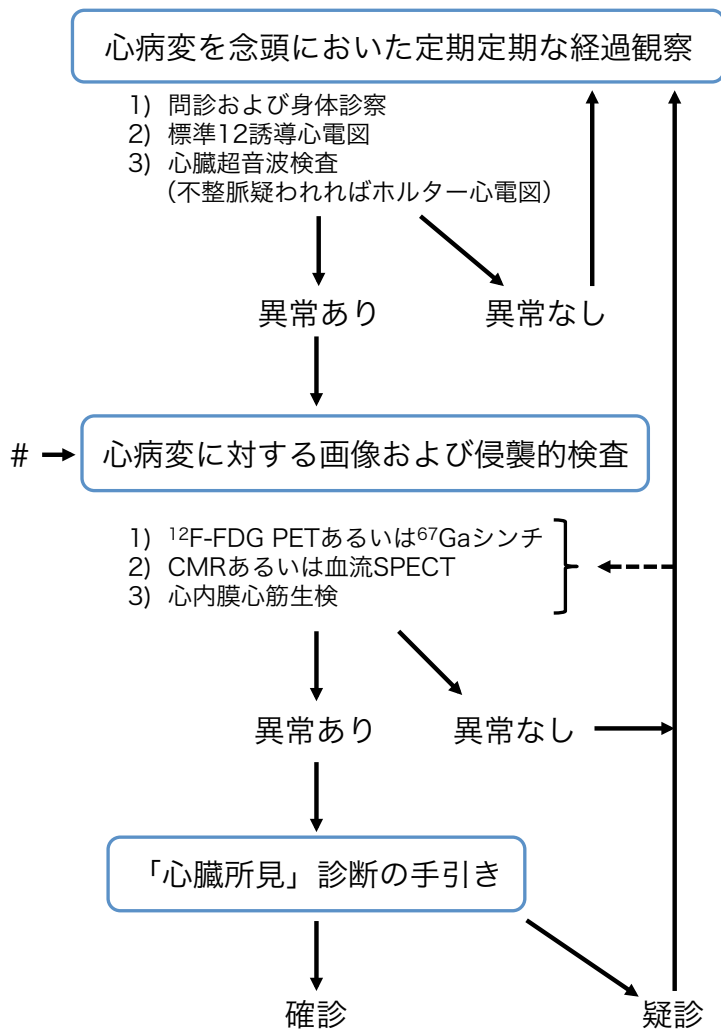 心病変を念頭においた定期定期な経過観察
1) 問診および身体診察
2) 標準12誘導心電図
3) 心臓超音波検査
（不整脈疑われればホルター心電図）
異常あり
異常なし
#
心病変に対する画像および侵襲的検査
1) ¹²F-FDG PETあるいは⁶⁷Gaシンチ
2) CMRあるいは血流SPECT
3) 心内膜心筋生検
異常あり
異常なし
「心臓所見」診断の手引き
確診
疑診